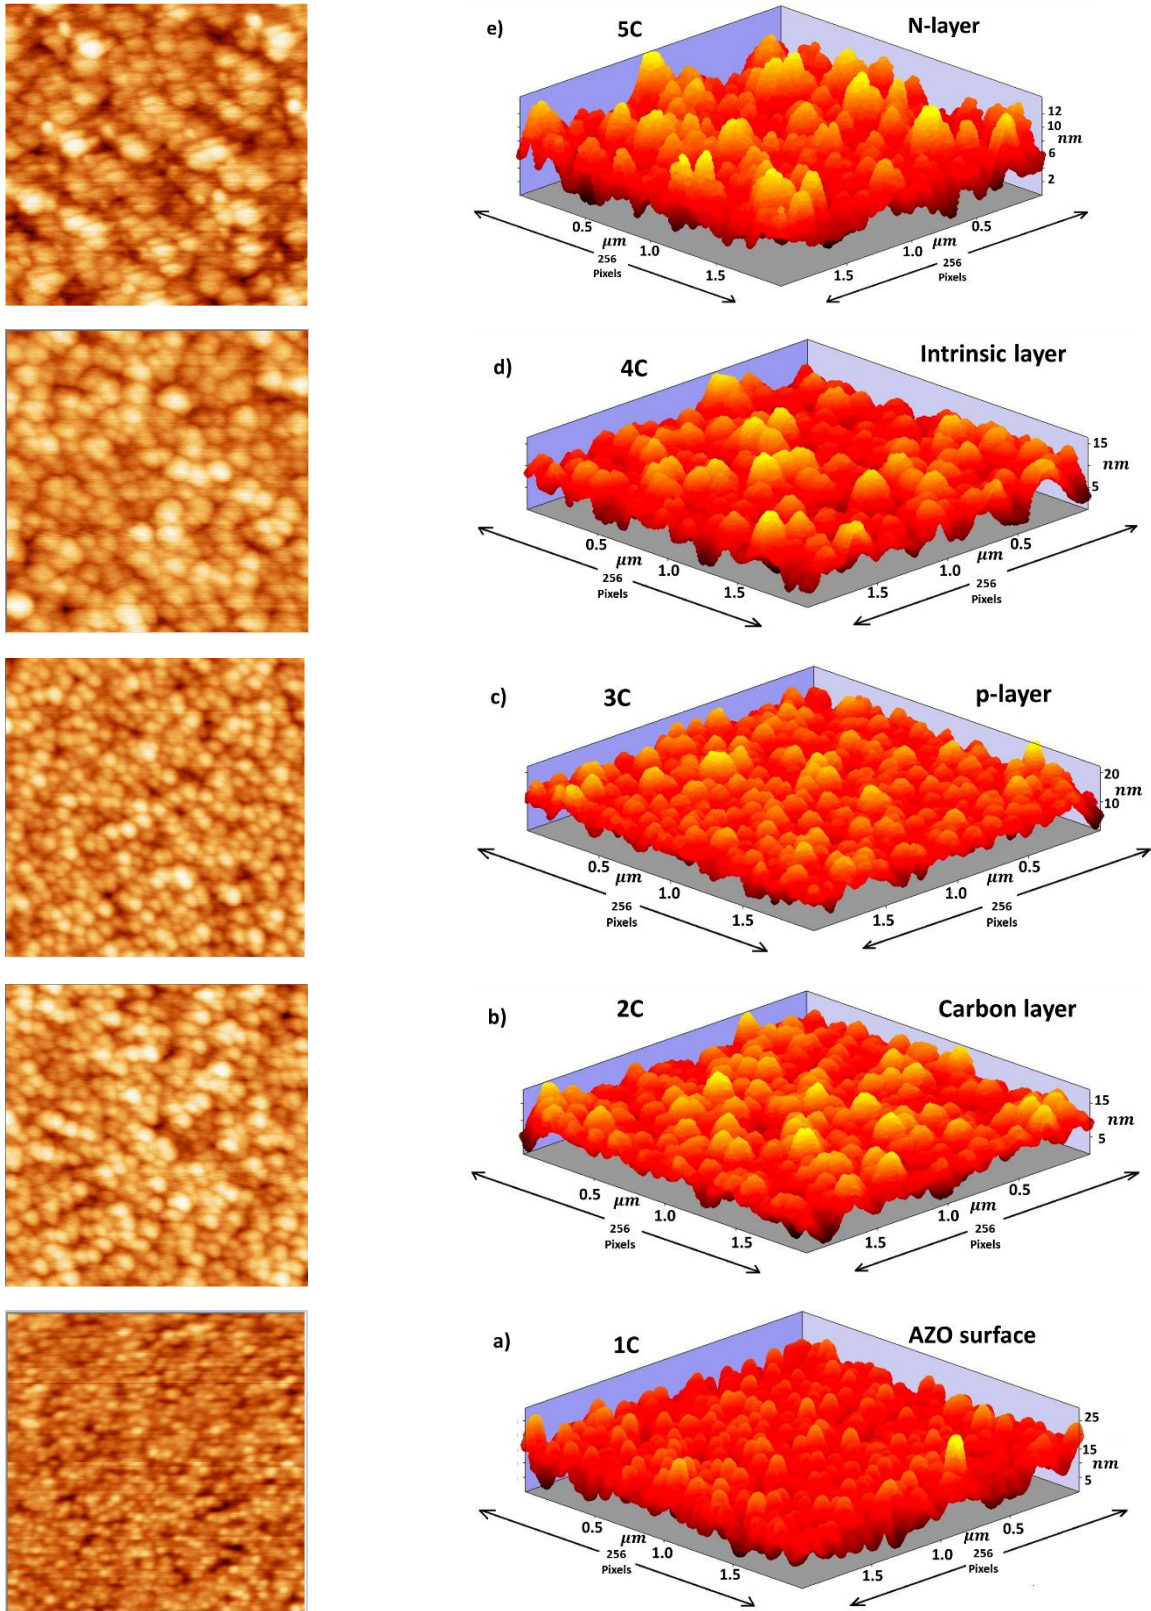 e)
5C
N-layer
12
10
nm
6
2
0.5
μm
1.0
1.5
256
Pixels
0.5
μm
1.0
1.5
256
Pixels
d)
4C
Intrinsic layer
15
nm
5
0.5
μm
1.0
1.5
256
Pixels
0.5
μm
1.0
1.5
256
Pixels
c)
3C
p-layer
20
nm
10
0.5
μm
1.0
1.5
256
Pixels
0.5
μm
1.0
1.5
256
Pixels
b)
2C
Carbon layer
15
nm
5
0.5
μm
1.0
1.5
256
Pixels
0.5
μm
1.0
1.5
256
Pixels
a)
1C
AZO surface
25
15
nm
5
0.5
μm
1.0
1.5
256
Pixels
0.5
μm
1.0
1.5
256
Pixels